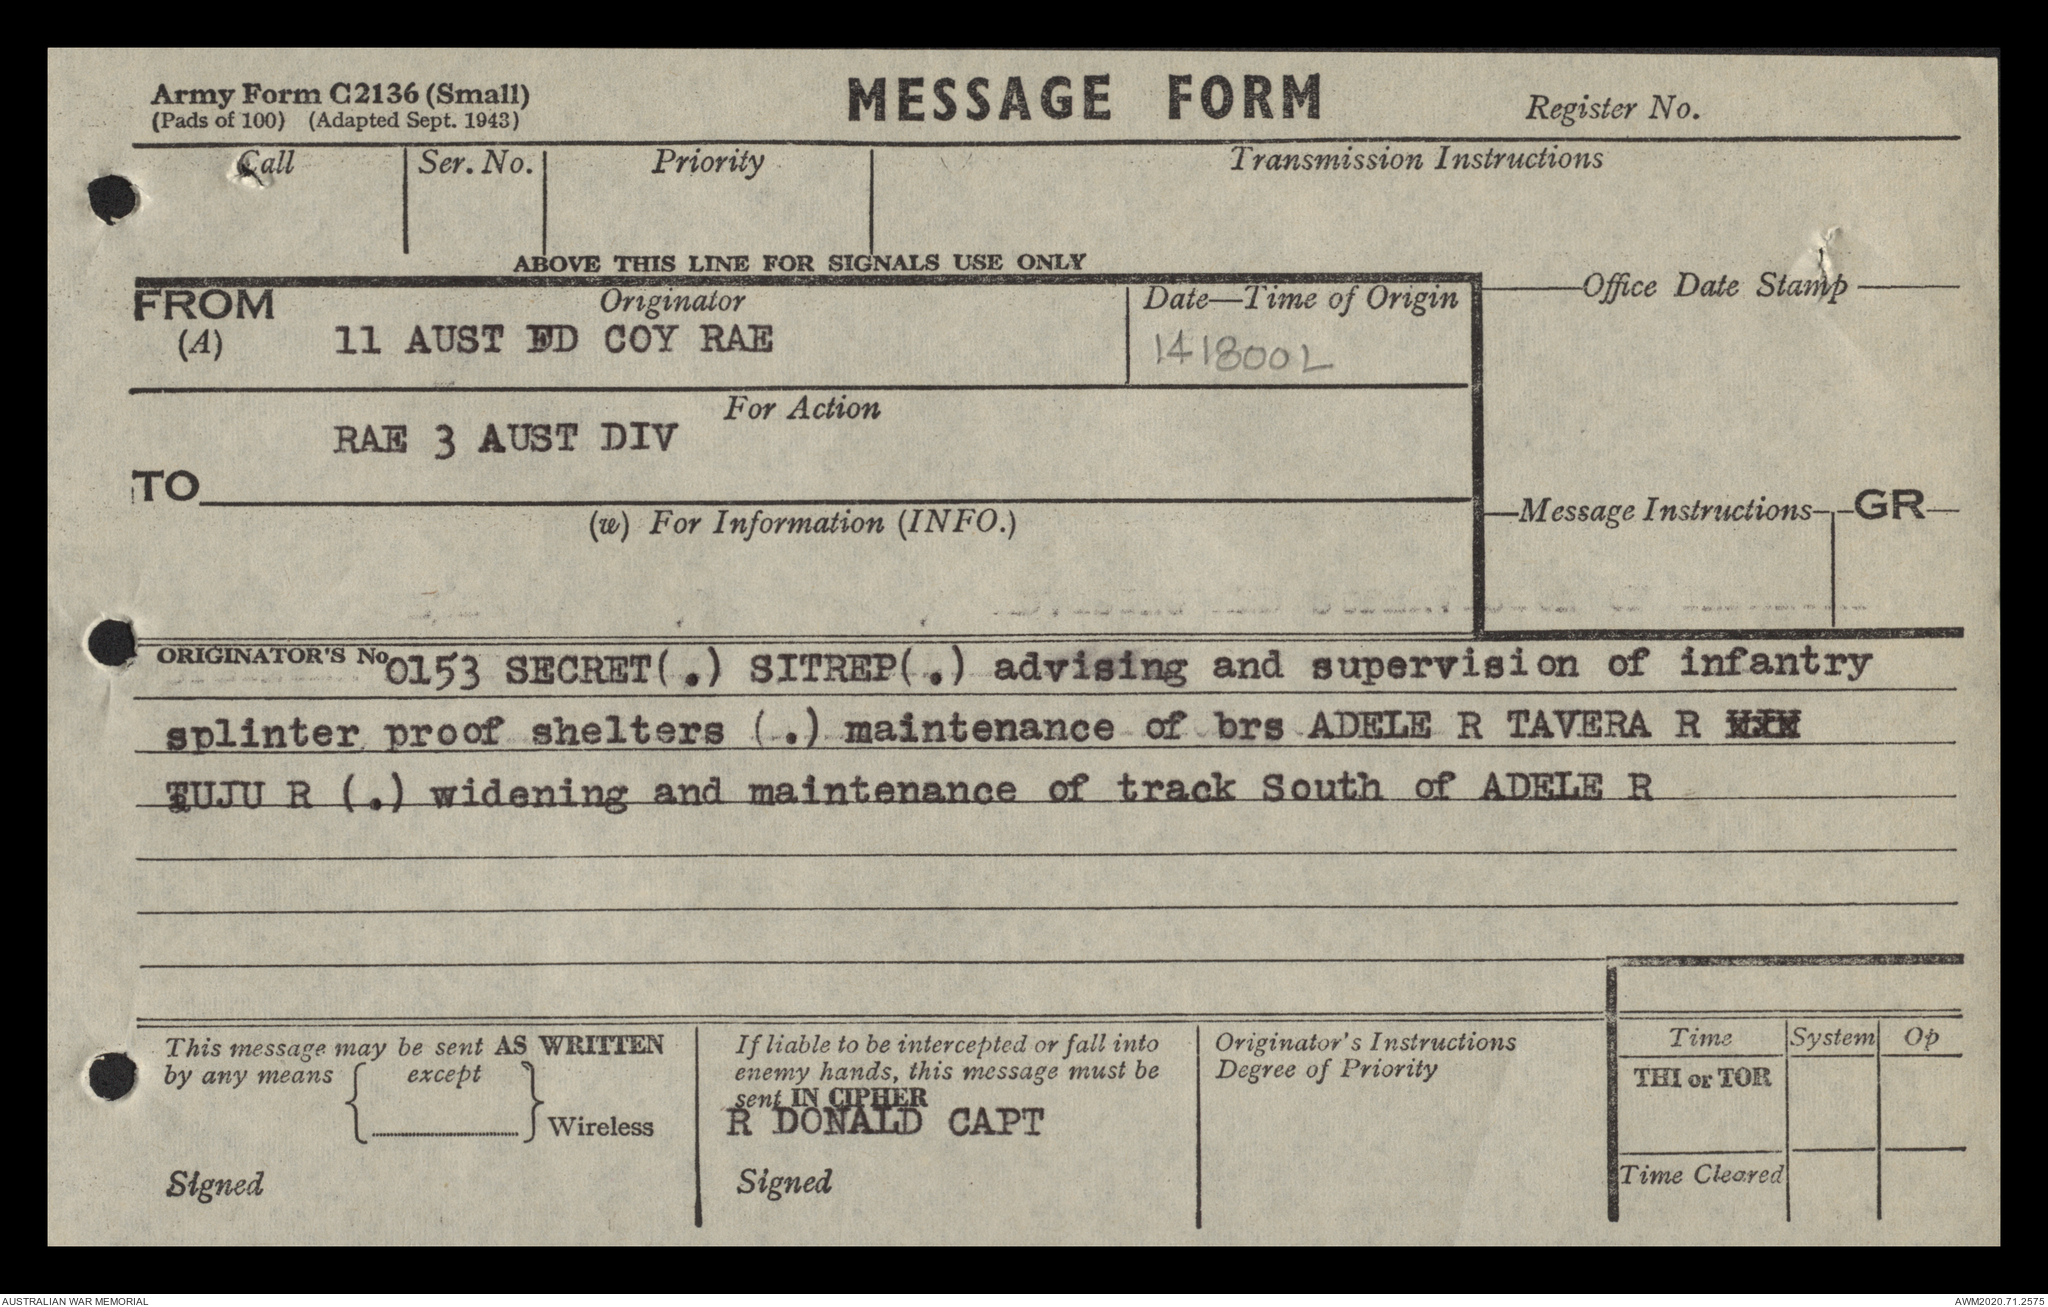 Army Form C2136 (Small)
(Pads of 100) (Adapted Sept. 1943)
MESSAGE FORM
Register No.
Call
Ser. No.
Priority
Transmission Instructions
ABOVE THIS LINE FOR SIGNALS USE ONLY
FROM
(A)
Originator
11 AUST FD COY RAE
Date—Time of Origin
141800L
Office Date Stamp
For Action
RAE 3 AUST DIV
TO
(w) For Information (INFO.)
Message Instructions
GR
ORIGINATOR'S No 0153 SECRET(.) SITREP(.) advising and supervision of infantry
splinter proof shelters (.) maintenance of brs ADELE R TAVERA R
TUJU R (.) widening and maintenance of track South of ADELE R
This message may be sent AS WRITTEN
by any means { except
} Wireless
Signed
If liable to be intercepted or fall into
enemy hands, this message must be
sent IN CIPHER
R DONALD CAPT
Signed
Originator's Instructions
Degree of Priority
Time
System
Op
THI or TOR
Time Cleared
AUSTRALIAN WAR MEMORIAL
AWM2020.71.2575